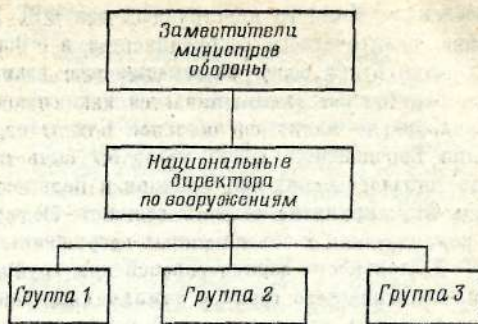 Заместители
министров
обороны
Национальные
директора
по вооружениям
Группа 1
Группа 2
Группа 3